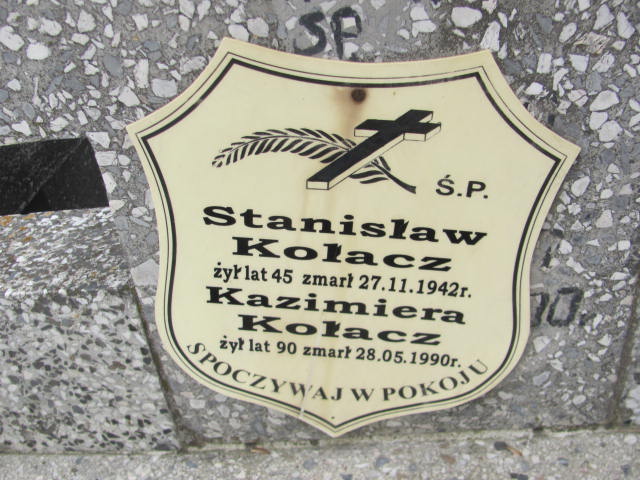 ŚP.
Ś.P.
Stanisław
Kołacz
żył lat 45 zmarł 27.11.1942r.
Kazimiera
Kołacz
żył lat 90 zmarł 28.05.1990r.
SPOCZYWAJ W POKOJU